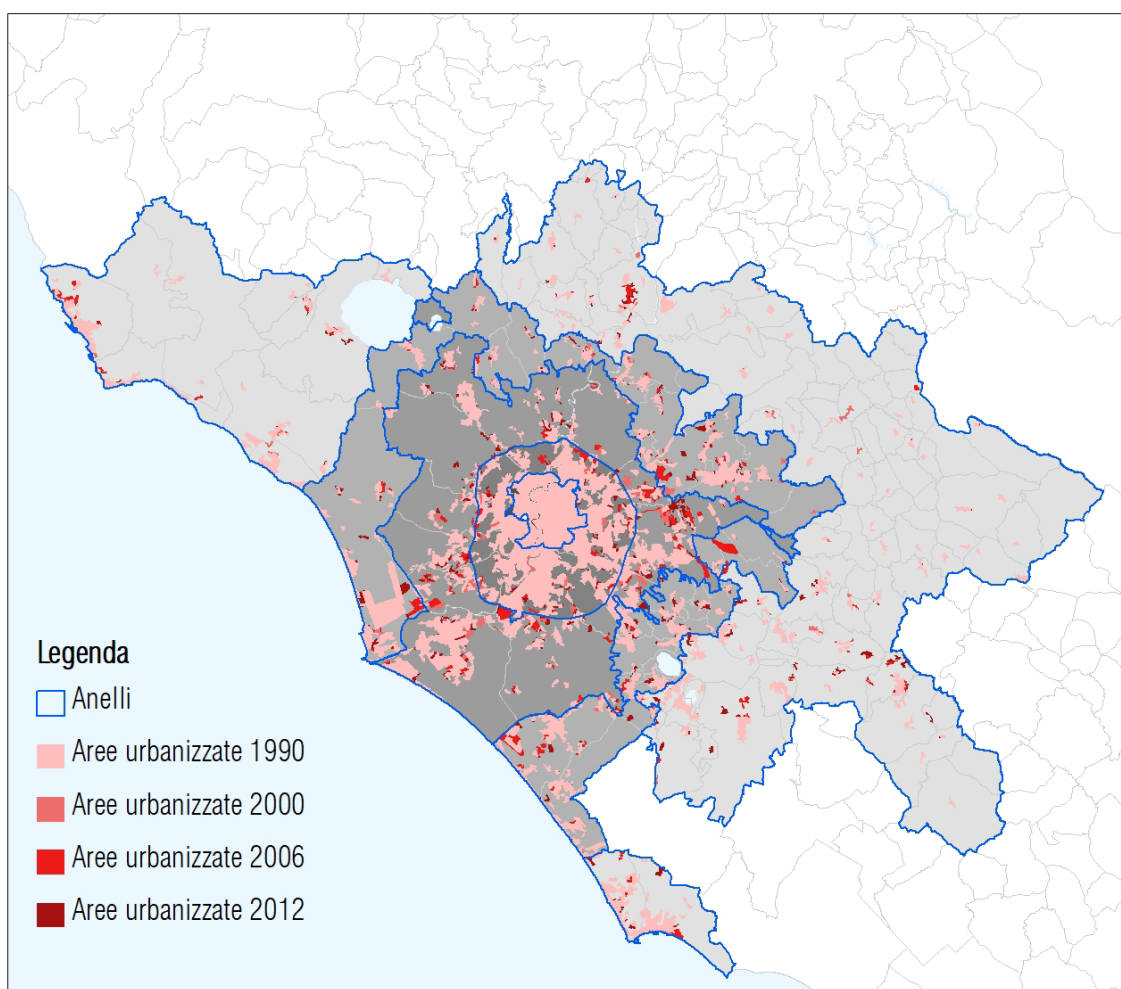 Legenda
Anelli
Aree urbanizzate 1990
Aree urbanizzate 2000
Aree urbanizzate 2006
Aree urbanizzate 2012